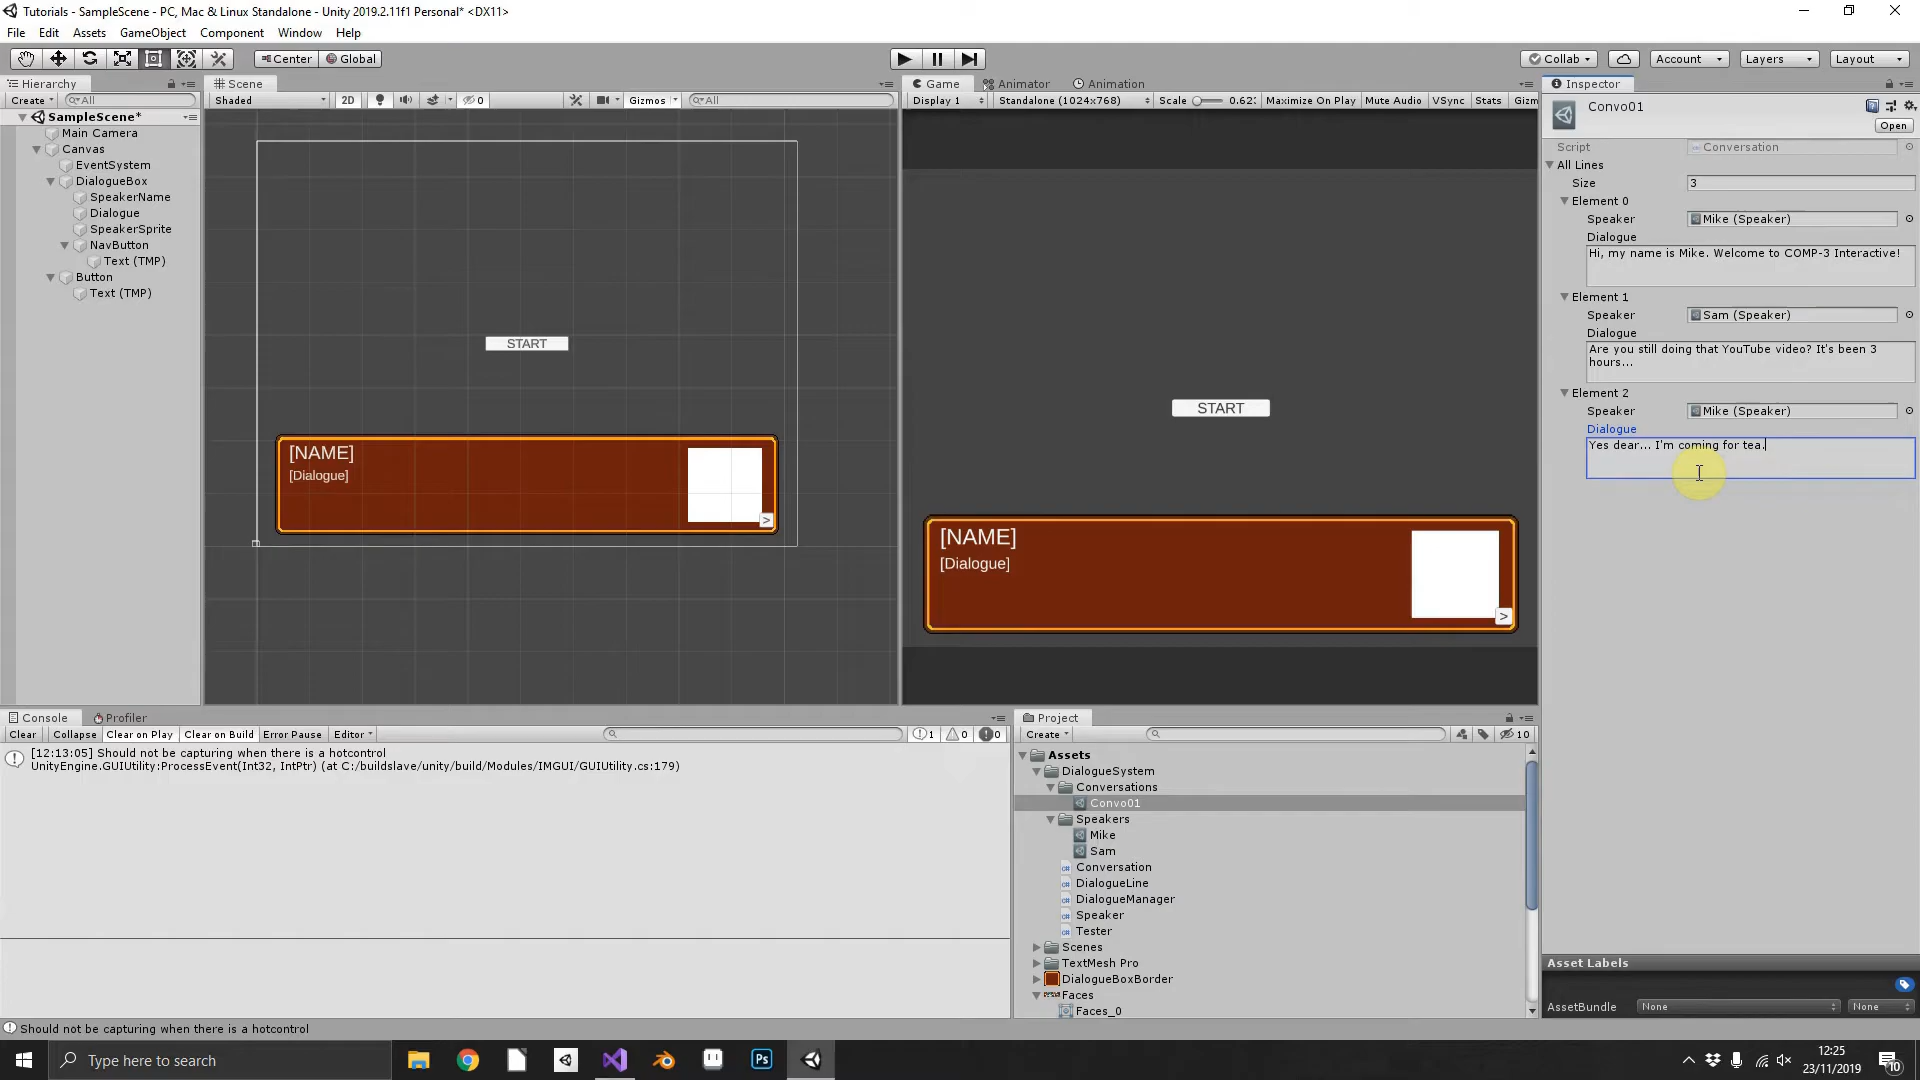 Tutorials - SampleScene - PC, Mac & Linux Standalone - Unity 2019.2.11f1 Personal* <DX11>
File Edit Assets GameObject Component Window Help
Center Global Collab Account Layers Layout
Hierarchy
Create All
SampleScene*
Main Camera
Canvas
EventSystem
DialogueBox
SpeakerName
Dialogue
SpeakerSprite
NavButton
Text (TMP)
Button
Text (TMP)
Scene
Shaded 2D 0 Gizmos All
START
[NAME]
[Dialogue]
>
Game Animator Animation
Display 1 Standalone (1024x768) Scale 0.62: Maximize On Play Mute Audio VSync Stats Gizm
START
[NAME]
[Dialogue]
>
Inspector
Convo01
Open
Script Conversation
All Lines
Size 3
Element 0
Speaker Mike (Speaker)
Dialogue
Hi, my name is Mike. Welcome to COMP-3 Interactive!
Element 1
Speaker Sam (Speaker)
Dialogue
Are you still doing that YouTube video? It's been 3
hours...
Element 2
Speaker Mike (Speaker)
Dialogue
Yes dear... I'm coming for tea.
Asset Labels
AssetBundle None None
Console Profiler
Clear Collapse Clear on Play Clear on Build Error Pause Editor 1 0 0
[12:13:05] Should not be capturing when there is a hotcontrol
UnityEngine.GUIUtility:ProcessEvent(Int32, IntPtr) (at C:/buildslave/unity/build/Modules/IMGUI/GUIUtility.cs:179)
Project
Create 10
Assets
DialogueSystem
Conversations
Convo01
Speakers
Mike
Sam
Conversation
DialogueLine
DialogueManager
Speaker
Tester
Scenes
TextMesh Pro
DialogueBoxBorder
Faces
Faces_0
Should not be capturing when there is a hotcontrol
Type here to search
Ps
12:25
23/11/2019
10